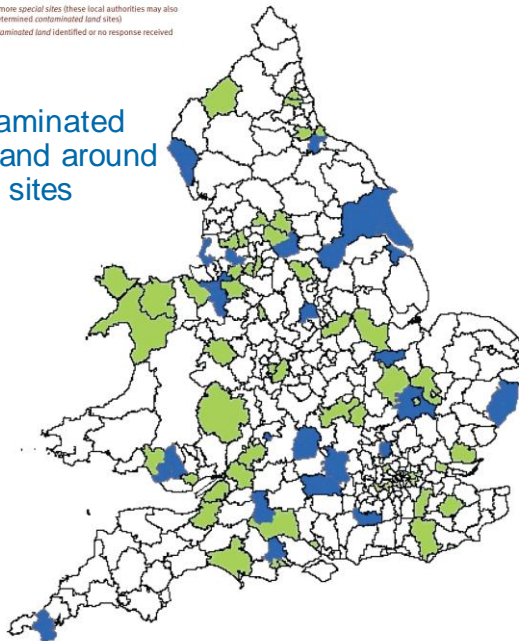 more special sites (these local authorities may also
etermined contaminated land sites)
aminated land identified or no response received
aminated
and around
sites